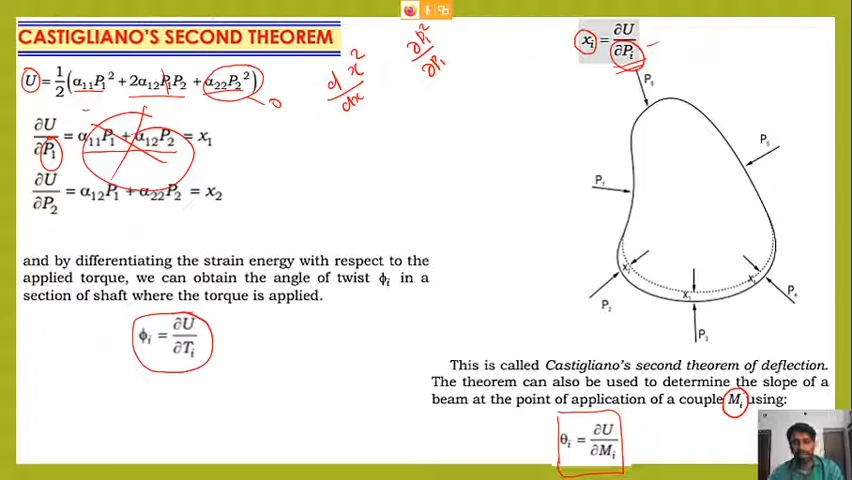 CASTIGLIANO'S SECOND THEOREM
U = 1/2 (α₁₁P₁² + 2α₁₂P₁P₂ + α₂₂P₂²)
0
d x² / dx
∂P₁² / ∂P₁
∂U/∂P₁ = α₁₁P₁ + α₁₂P₂ = x₁
∂U/∂P₂ = α₁₂P₁ + α₂₂P₂ = x₂
and by differentiating the strain energy with respect to the
applied torque, we can obtain the angle of twist ϕᵢ in a
section of shaft where the torque is applied.
ϕᵢ = ∂U/∂Tᵢ
xᵢ = ∂U/∂Pᵢ
P₅
P₂
P₃
P₄
This is called Castigliano's second theorem of deflection.
The theorem can also be used to determine the slope of a
beam at the point of application of a couple Mᵢ using:
θᵢ = ∂U/∂Mᵢ